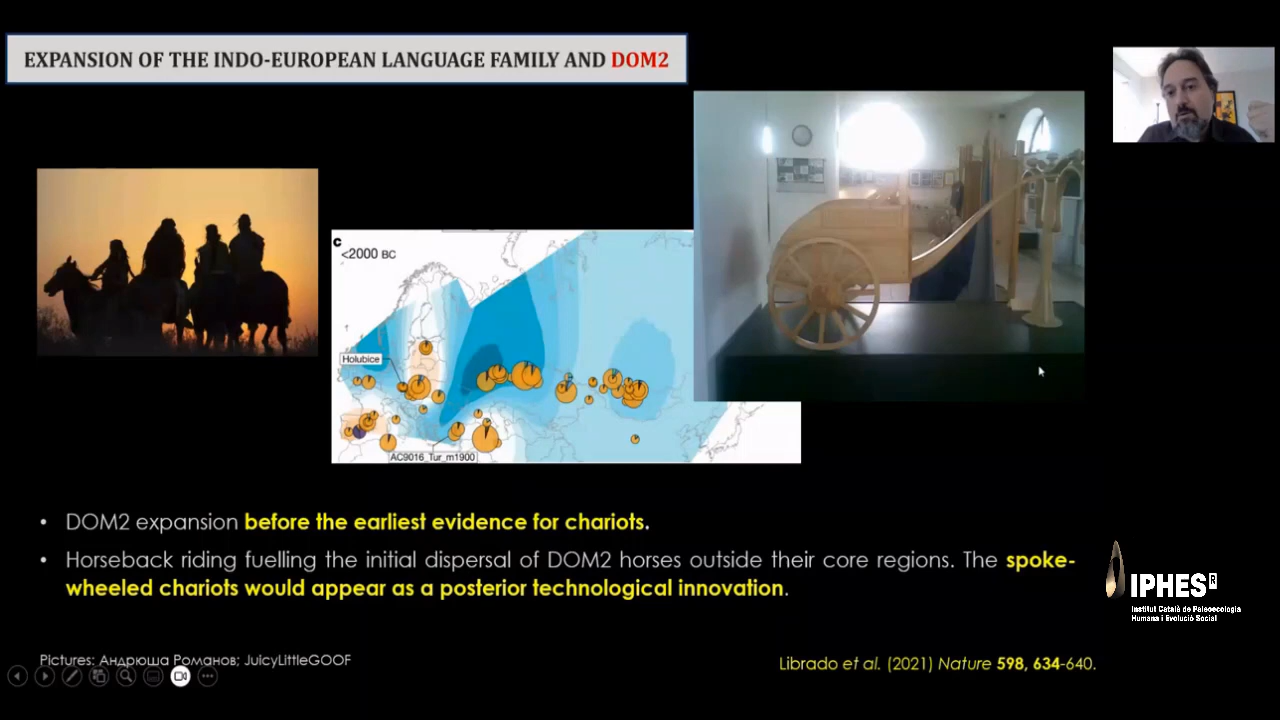 EXPANSION OF THE INDO-EUROPEAN LANGUAGE FAMILY AND DOM2
c
<2000 BC
Holubice
AC9016_Tur_m1900
• DOM2 expansion before the earliest evidence for chariots.
• Horseback riding fuelling the initial dispersal of DOM2 horses outside their core regions. The spoke-
wheeled chariots would appear as a posterior technological innovation.
IPHESR
Institut Català de Paleoecologia
Humana i Evolució Social
Pictures: Андрюша Романов; JuicyLittleGOOF
Librado et al. (2021) Nature 598, 634-640.